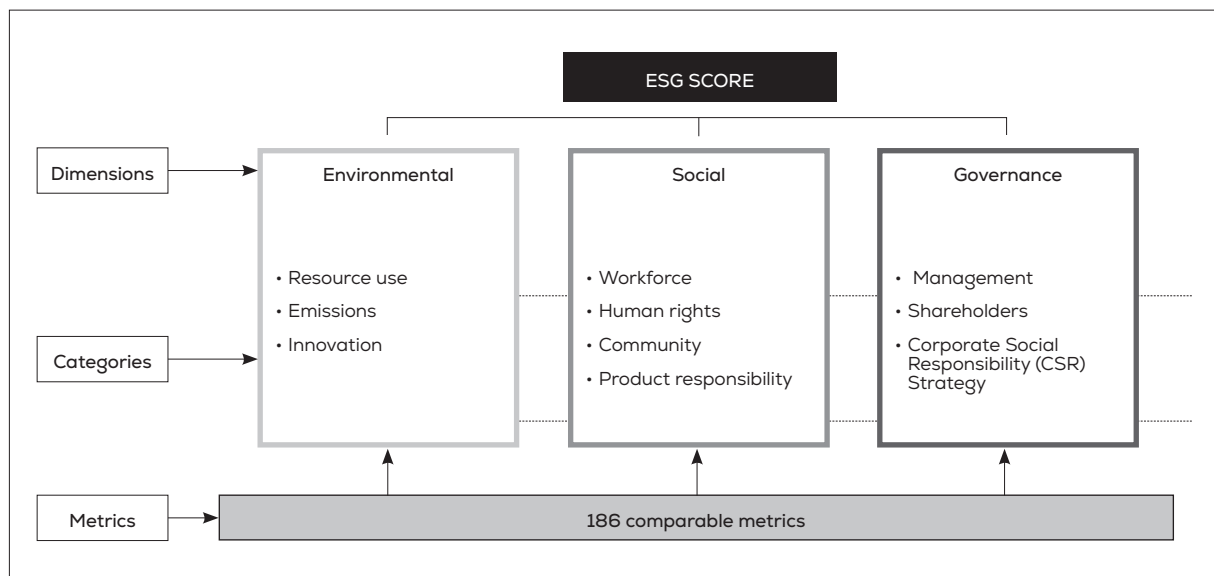 ESG SCORE
Dimensions
Environmental
Social
Governance
Categories
• Resource use
• Emissions
• Innovation
• Workforce
• Human rights
• Community
• Product responsibility
• Management
• Shareholders
• Corporate Social
Responsibility (CSR)
Strategy
Metrics
186 comparable metrics